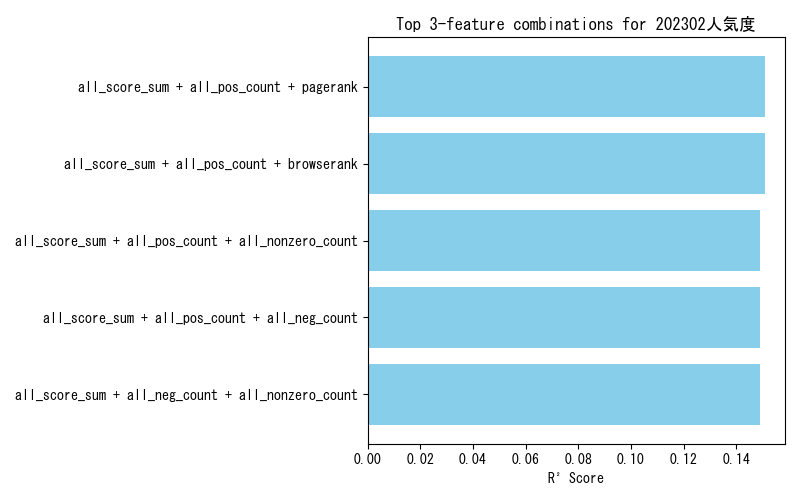 Top 3-feature combinations for 202302人気度
all_score_sum + all_pos_count + pagerank
all_score_sum + all_pos_count + browserank
all_score_sum + all_pos_count + all_nonzero_count
all_score_sum + all_pos_count + all_neg_count
all_score_sum + all_neg_count + all_nonzero_count
0.00 0.02 0.04 0.06 0.08 0.10 0.12 0.14
R² Score